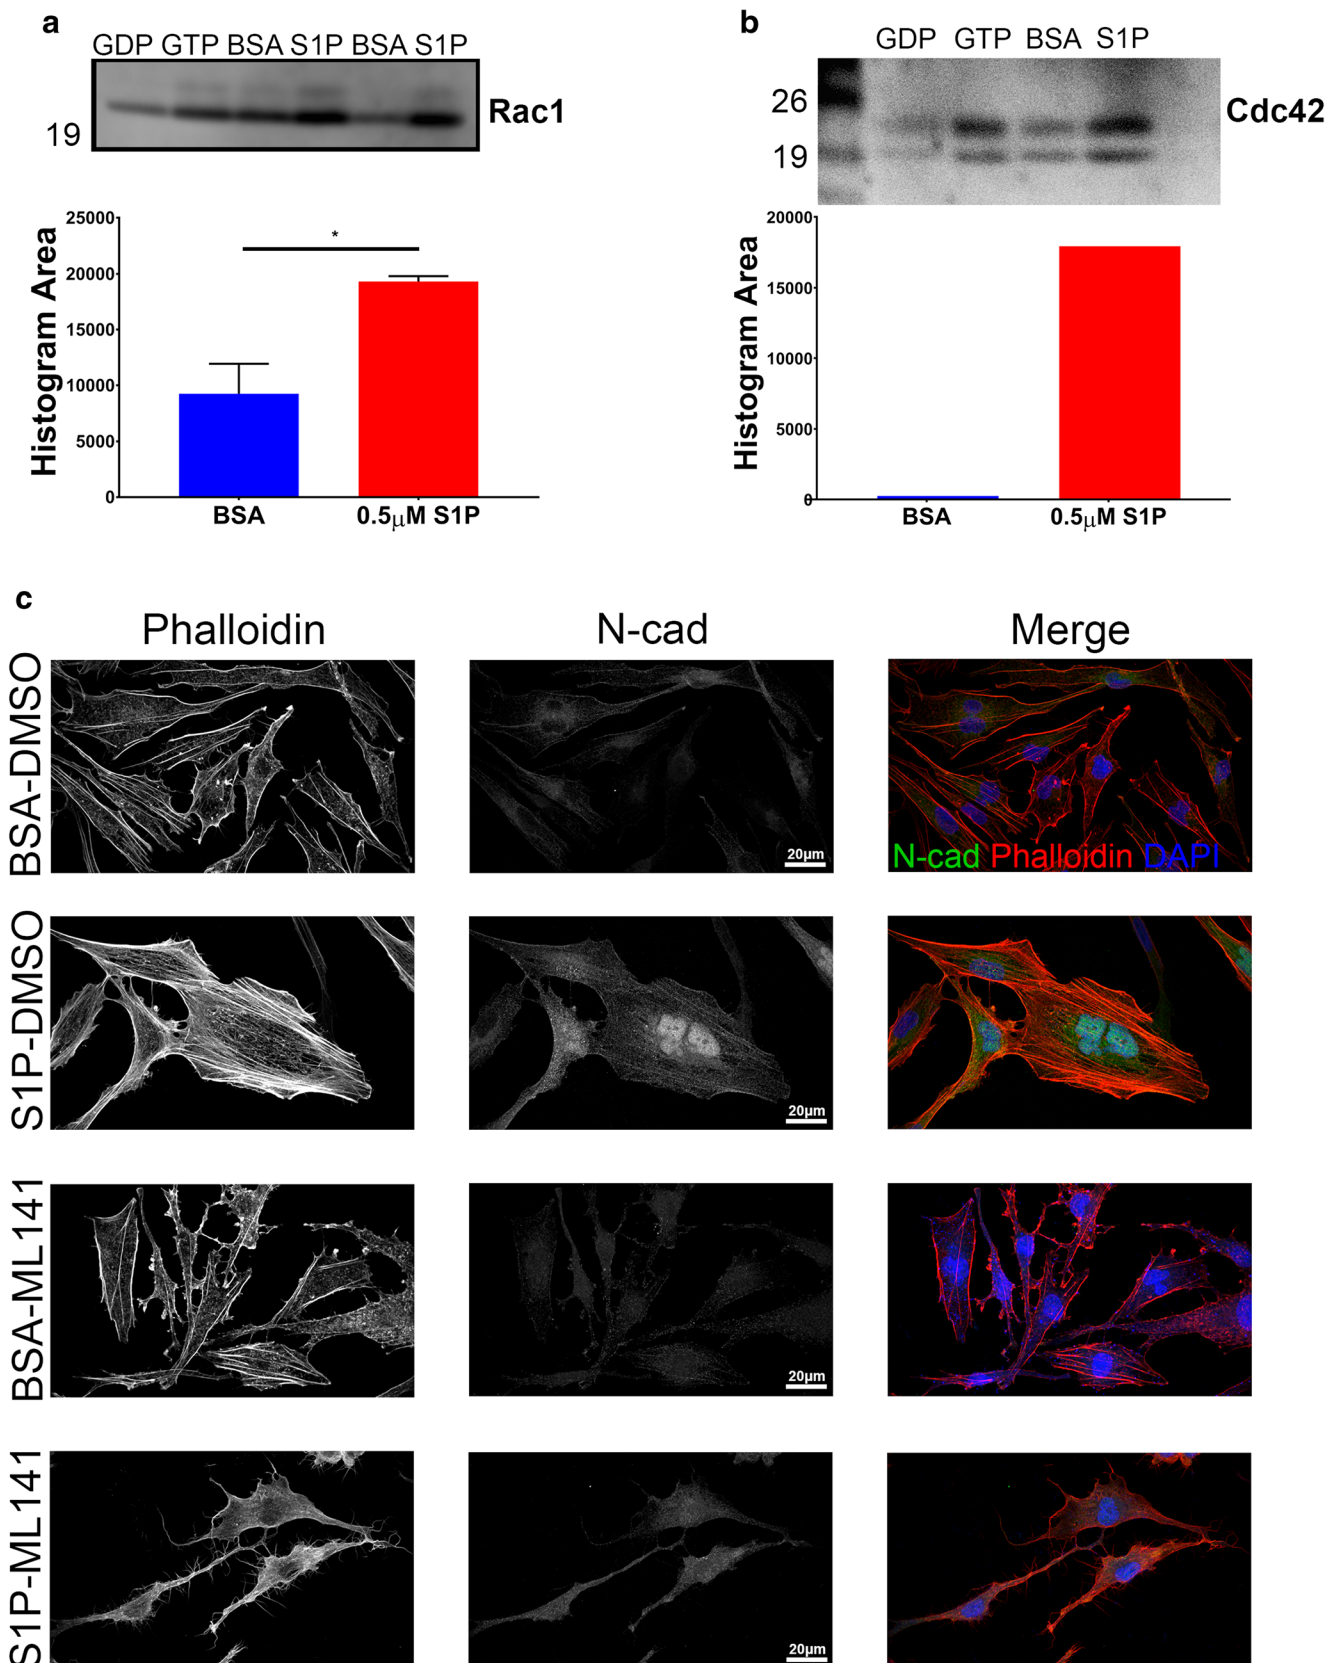 a
GDP GTP BSA S1P BSA S1P
Rac1
19
25000
20000
15000
10000
5000
0
Histogram Area
*
BSA
0.5μM S1P
b
GDP GTP BSA S1P
26
19
Cdc42
20000
15000
10000
5000
0
Histogram Area
BSA
0.5μM S1P
c
Phalloidin
N-cad
Merge
BSA-DMSO
20μm
N-cad Phalloidin DAPI
S1P-DMSO
20μm
BSA-ML141
20μm
S1P-ML141
20μm